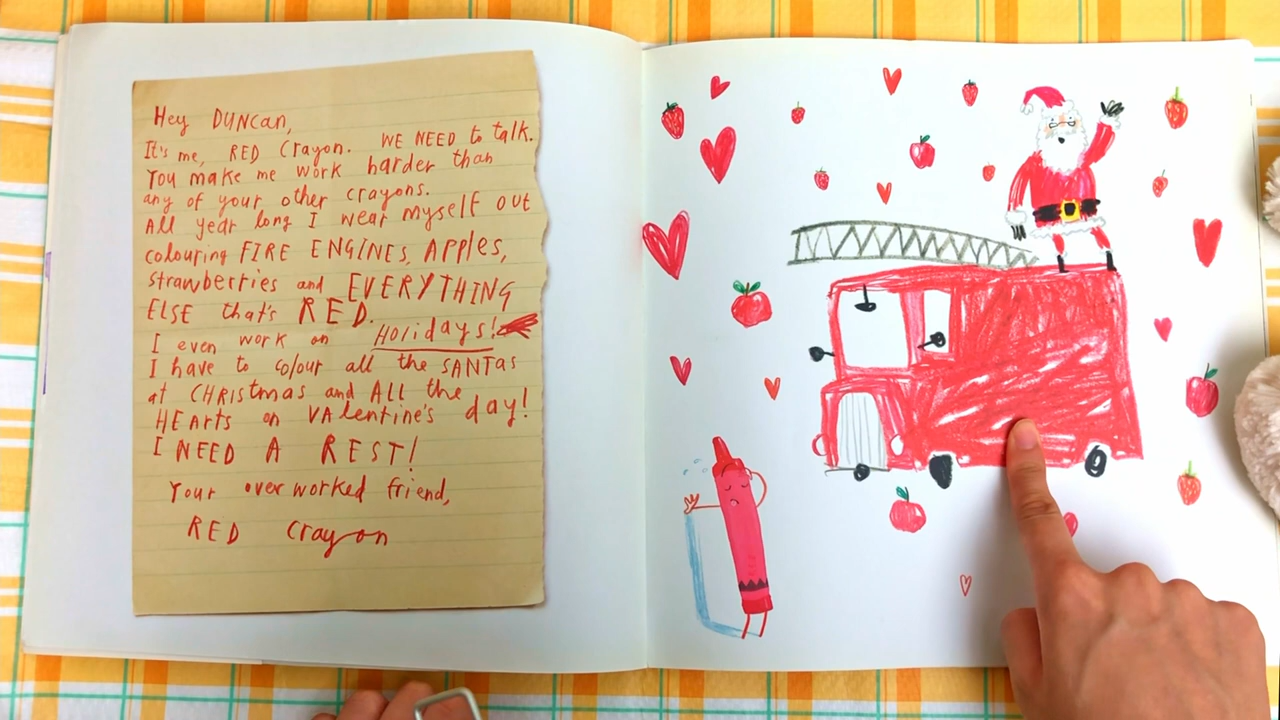 Hey DUNCan,
It's me, RED Crayon. WE NEED to talk.
You make me work harder than
any of your other crayons.
All year long I wear myself out
colouring FIRE ENGINES, Apples,
strawberries and EVERYTHING
ELSE that's RED.
I even work on Holidays!
I have to colour all the SANTas
at CHRistmas and ALL the
HEArts on VAlentine's day!
I NEED A REST!
Your overworked friend,
RED Crayon